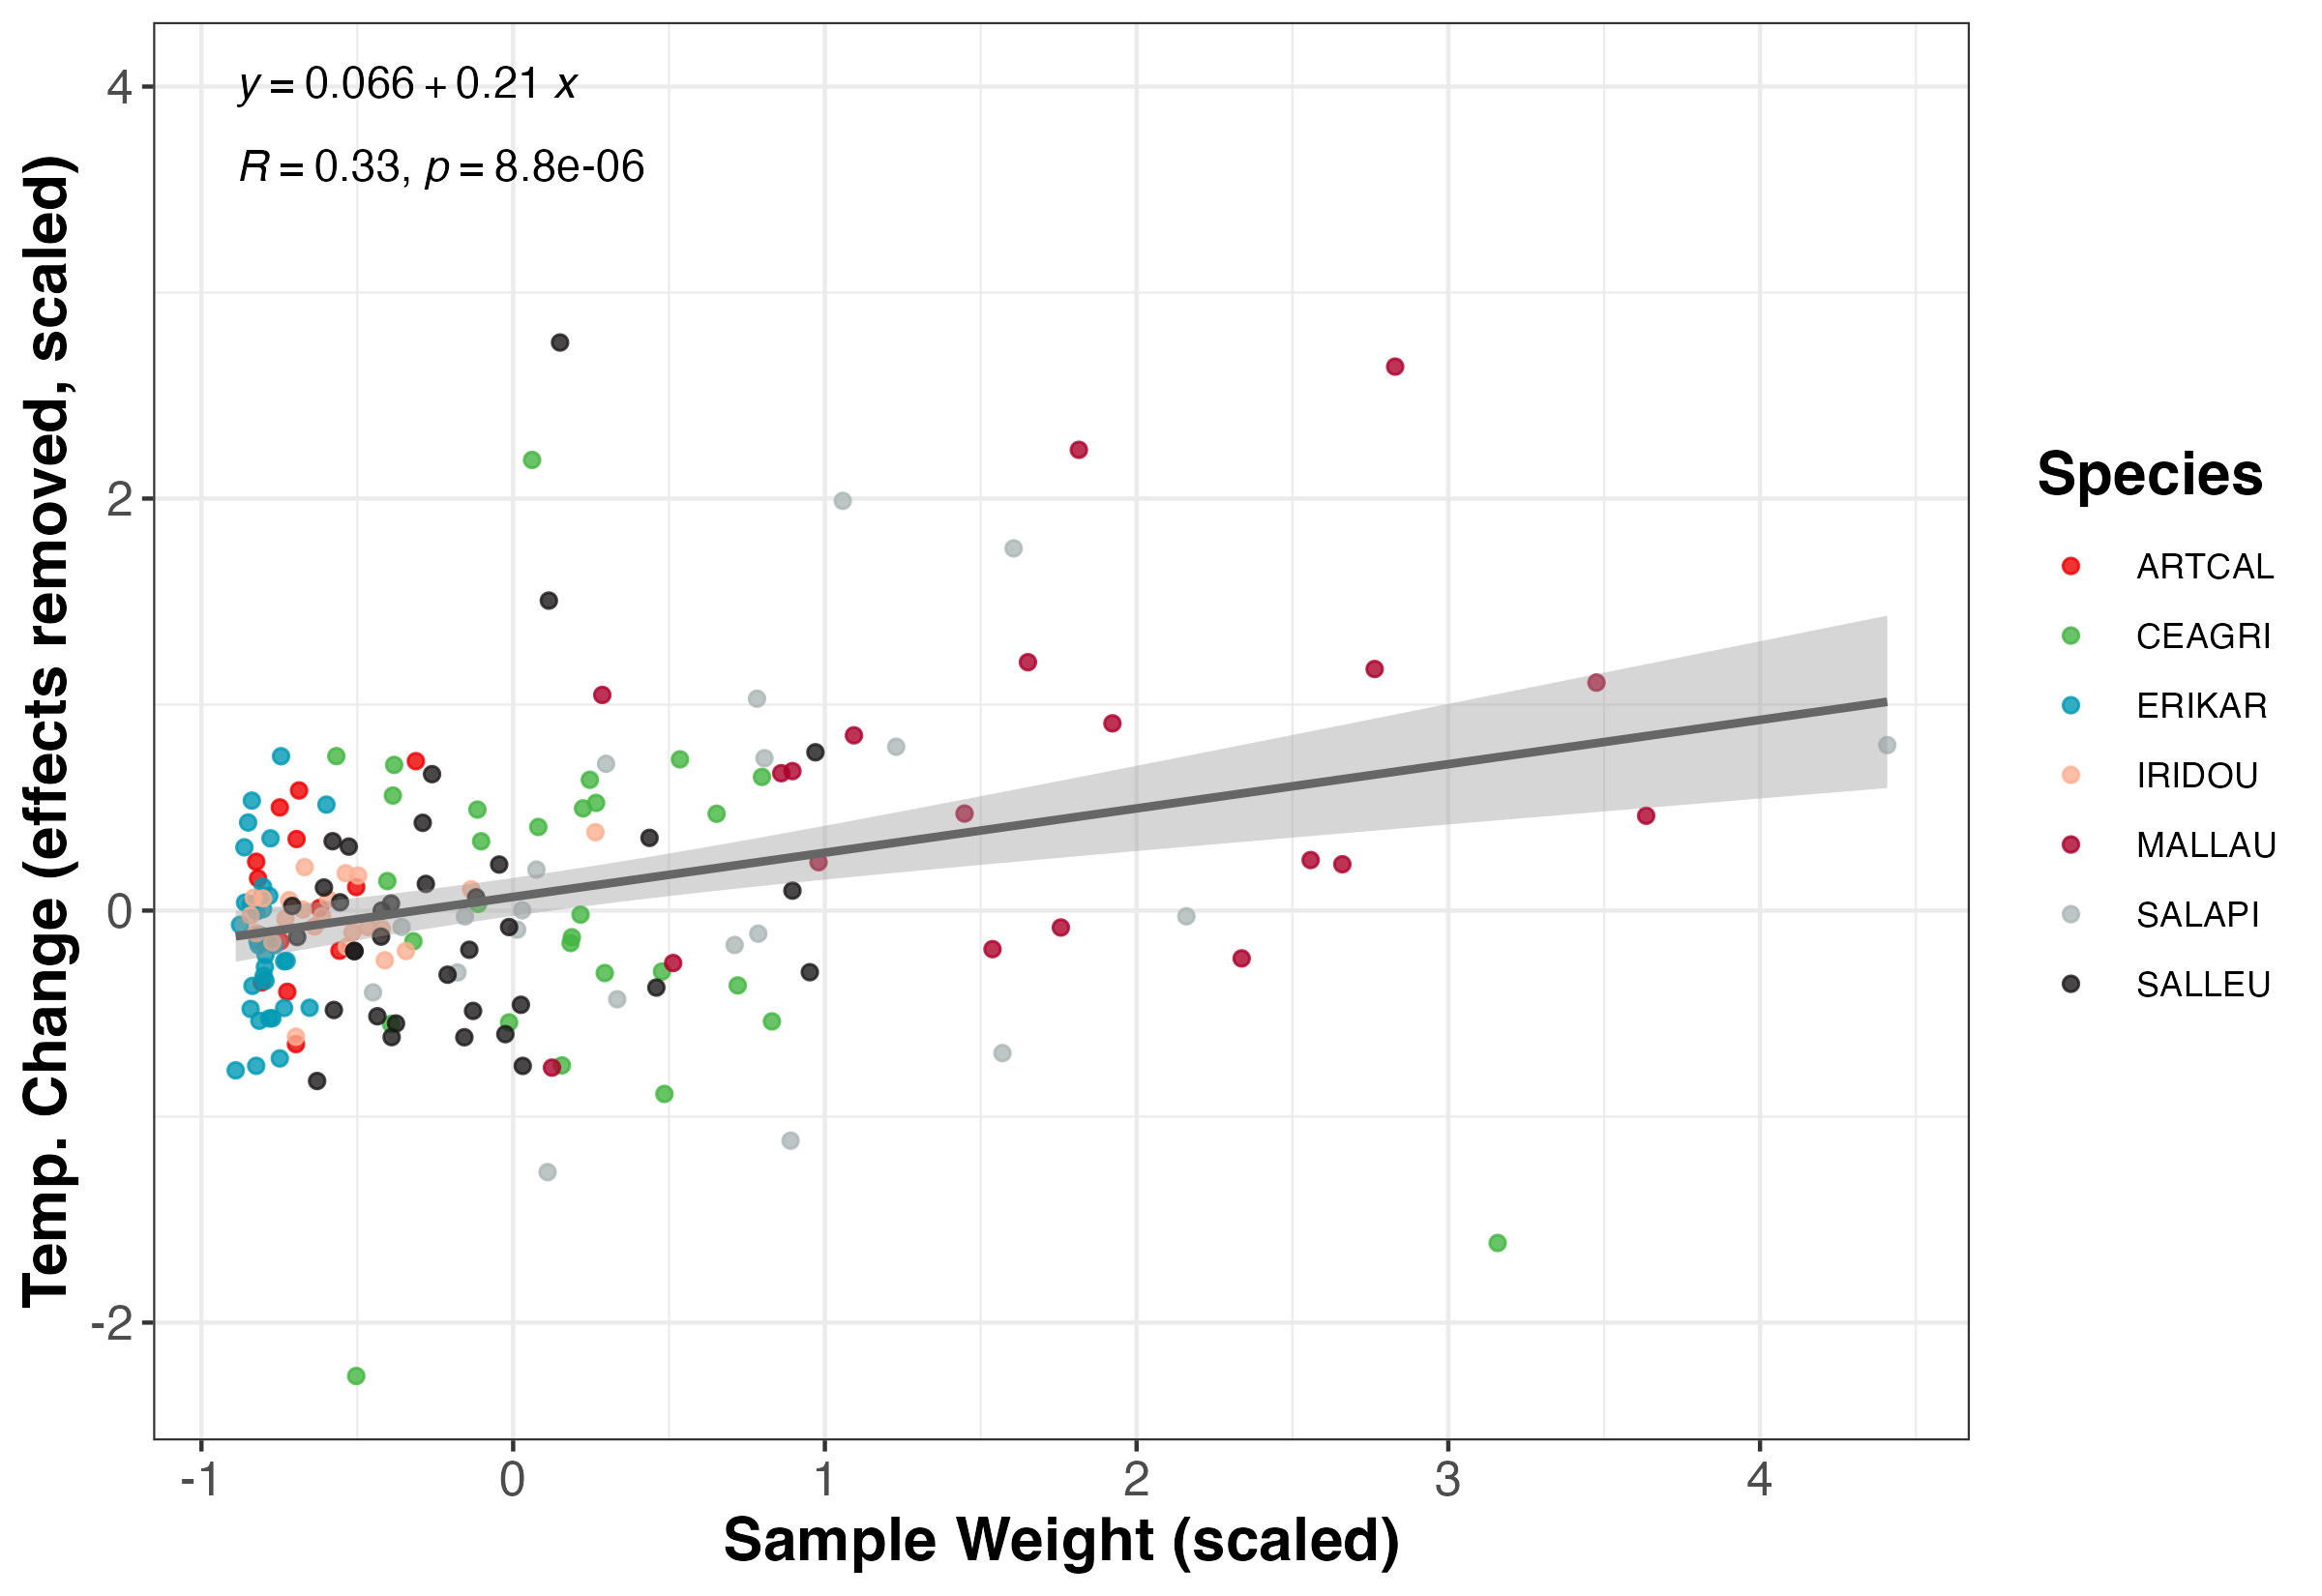 y = 0.066 + 0.21 x
R = 0.33, p = 8.8e-06
Temp. Change (effects removed, scaled)
4
2
0
-2
-1 0 1 2 3 4
Sample Weight (scaled)
Species
ARTCAL
CEAGRI
ERIKAR
IRIDOU
MALLAU
SALAPI
SALLEU